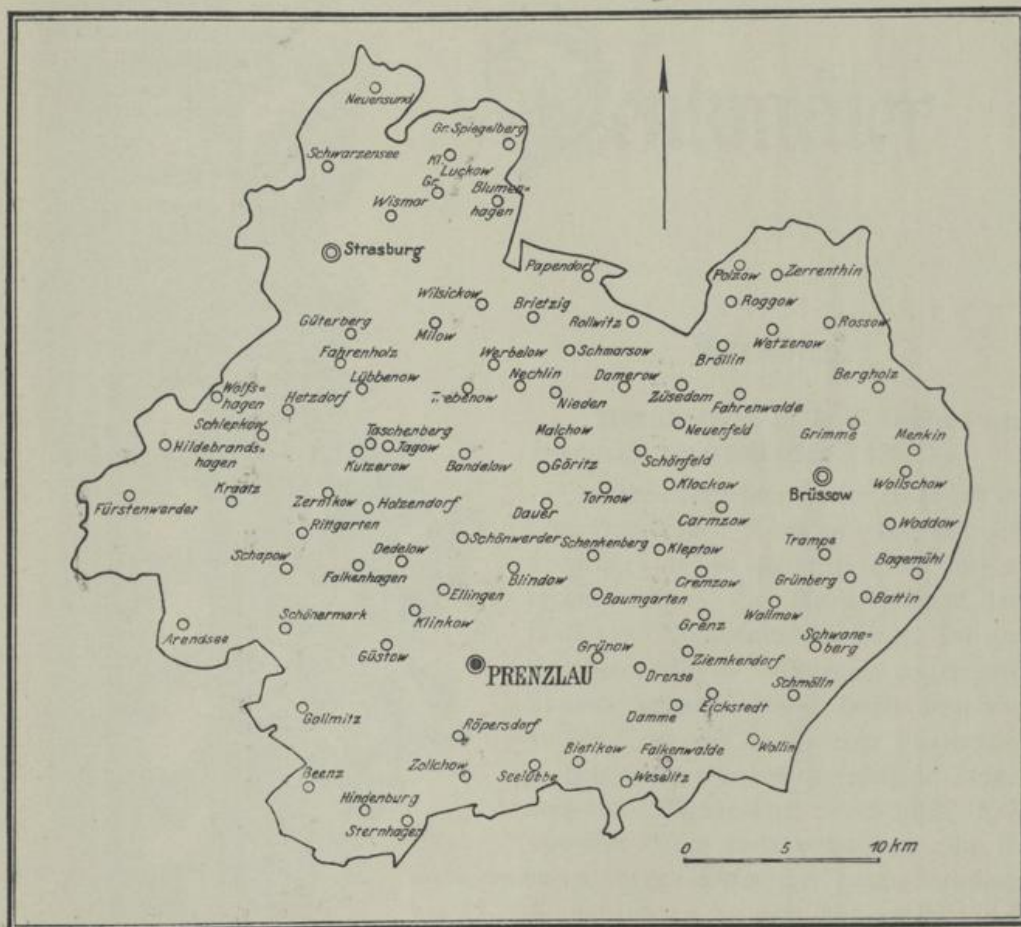 Neuensund
Gr. Spiegelberg
Schwarzensee
Kl.
Luckow
Gr.
Blumen=
hagen
Wismar
Strasburg
Papendorf
Polzow
Zerrenthin
Wilsickow
Brietzig
Rollwitz
Roggow
Rossow
Güterberg
Milow
Wetzenow
Fahrenholz
Werbelow
Schmarsow
Bröllin
Lübbenow
Nechlin
Damerow
Bergholz
Wolfs=
hagen
Hetzdorf
Nieden
Züsedom
Fahrenwalde
Schlepkow
Taschenberg
Malchow
Neuenfeld
Grimme
Menkin
Hildebrands=
hagen
Jagow
Kutzerow
Bandelow
Göritz
Schönfeld
Wollschow
Kraatz
Zernikow
Tornow
Klockow
Brüssow
Fürstenwerder
Holzendorf
Dauer
Carmzow
Woddow
Rittgarten
Schönwerder
Schenkenberg
Kleptow
Trampe
Schapow
Dedelow
Falkenhagen
Blindow
Cremzow
Grünberg
Bagemühl
Ellingen
Baumgarten
Wallmow
Battin
Schönermark
Klinkow
Grenz
Arendsee
Güstow
Grünow
Ziemkendorf
Schwane=
berg
PRENZLAU
Drense
Schmölln
Gollmitz
Damme
Eickstedt
Röpersdorf
Wollin
Beenz
Zollchow
Seelübbe
Bietikow
Falkenwalde
Weselitz
Hindenburg
Sternhagen
0 5 10 km